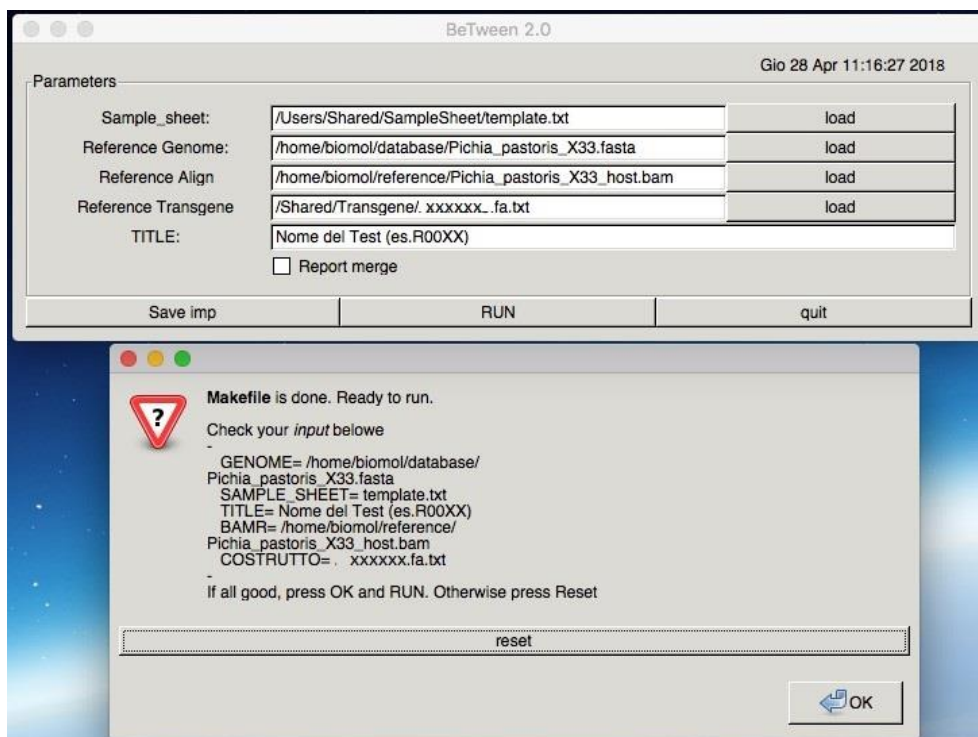 BeTween 2.0
Gio 28 Apr 11:16:27 2018
Parameters
Sample_sheet: /Users/Shared/SampleSheet/template.txt load
Reference Genome: /home/biomol/database/Pichia_pastoris_X33.fasta load
Reference Align /home/biomol/reference/Pichia_pastoris_X33_host.bam load
Reference Transgene /Shared/Transgene/. xxxxxx_.fa.txt load
TITLE: Nome del Test (es.R00XX)
Report merge
Save imp RUN quit
Makefile is done. Ready to run.
Check your input belowe
-
GENOME= /home/biomol/database/
Pichia_pastoris_X33.fasta
SAMPLE_SHEET= template.txt
TITLE= Nome del Test (es.R00XX)
BAMR= /home/biomol/reference/
Pichia_pastoris_X33_host.bam
COSTRUTTO= . xxxxxx.fa.txt
-
If all good, press OK and RUN. Otherwise press Reset
reset
OK